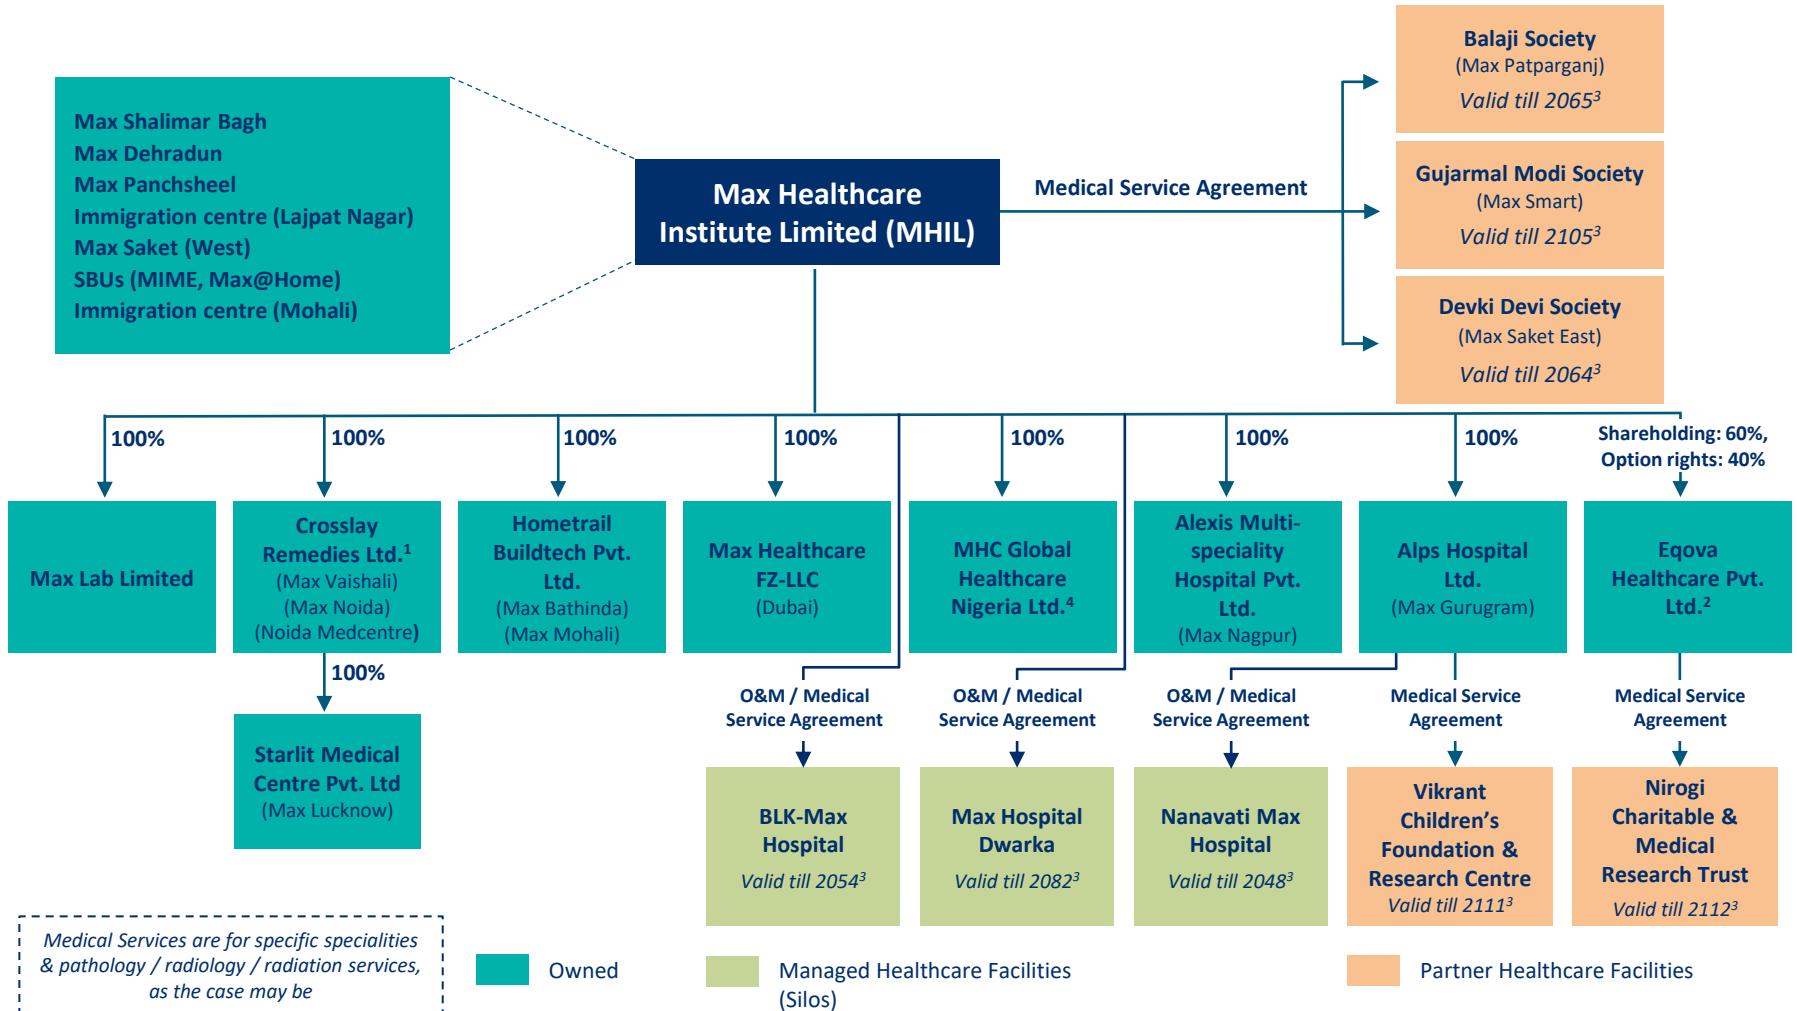 Balaji Society
(Max Patparganj)
Valid till 2065³
Max Shalimar Bagh
Max Dehradun
Max Panchsheel
Immigration centre (Lajpat Nagar)
Max Saket (West)
SBUs (MIME, Max@Home)
Immigration centre (Mohali)
Max Healthcare
Institute Limited (MHIL)
Medical Service Agreement
Gujarmal Modi Society
(Max Smart)
Valid till 2105³
Devki Devi Society
(Max Saket East)
Valid till 2064³
100%
100%
100%
100%
100%
100%
100%
Shareholding: 60%,
Option rights: 40%
Max Lab Limited
Crosslay
Remedies Ltd.¹
(Max Vaishali)
(Max Noida)
(Noida Medcentre)
Hometrail
Buildtech Pvt.
Ltd.
(Max Bathinda)
(Max Mohali)
Max Healthcare
FZ-LLC
(Dubai)
MHC Global
Healthcare
Nigeria Ltd.⁴
Alexis Multi-
speciality
Hospital Pvt.
Ltd.
(Max Nagpur)
Alps Hospital
Ltd.
(Max Gurugram)
Eqova
Healthcare Pvt.
Ltd.²
100%
O&M / Medical
Service Agreement
O&M / Medical
Service Agreement
O&M / Medical
Service Agreement
Medical Service
Agreement
Medical Service
Agreement
Starlit Medical
Centre Pvt. Ltd
(Max Lucknow)
BLK-Max
Hospital
Valid till 2054³
Max Hospital
Dwarka
Valid till 2082³
Nanavati Max
Hospital
Valid till 2048³
Vikrant
Children’s
Foundation &
Research Centre
Valid till 2111³
Nirogi
Charitable &
Medical
Research Trust
Valid till 2112³
Medical Services are for specific specialities
& pathology / radiology / radiation services,
as the case may be
Owned
Managed Healthcare Facilities
(Silos)
Partner Healthcare Facilities